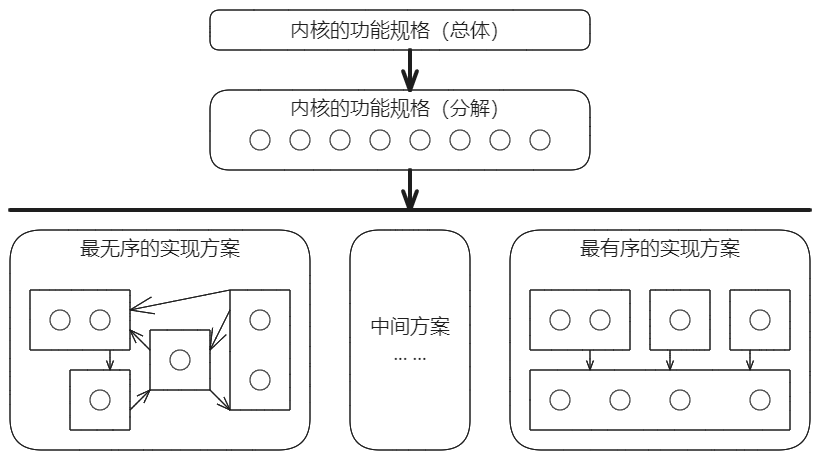 内核的功能规格（总体）
内核的功能规格（分解）
最无序的实现方案
中间方案
... ...
最有序的实现方案